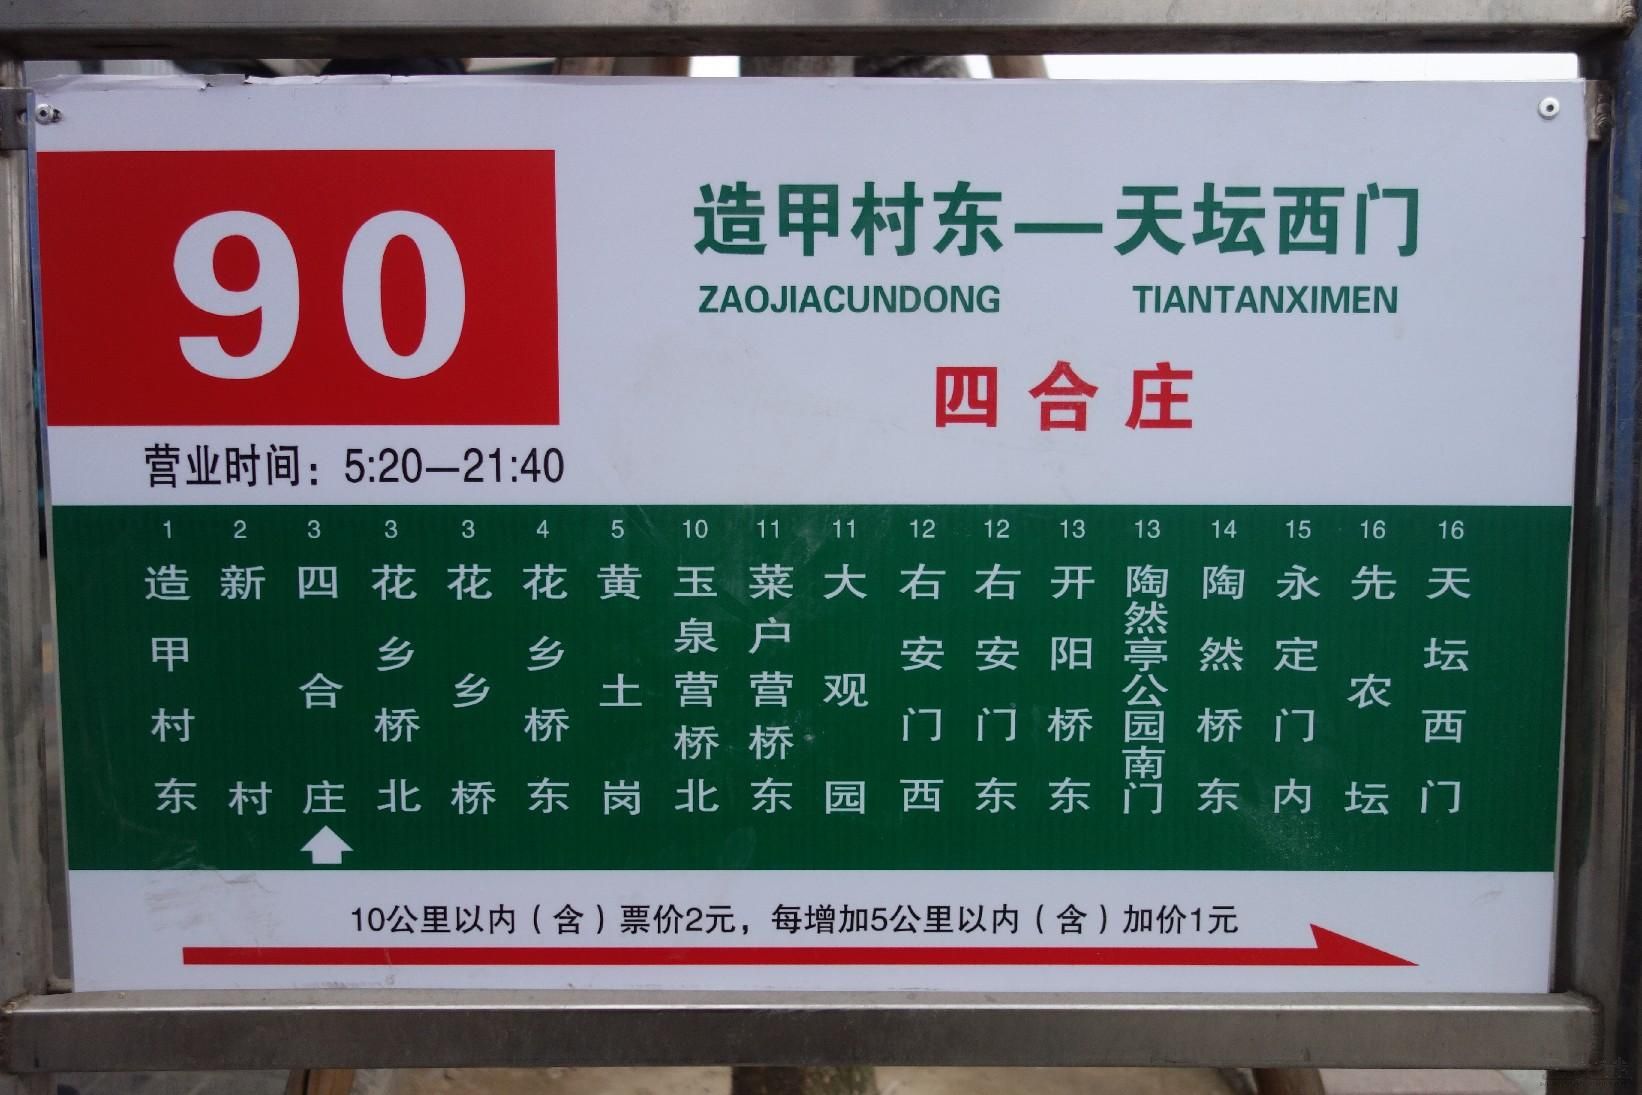 90
造甲村东—天坛西门
ZAOJIACUNDONG TIANTANXIMEN
四合庄
营业时间：5:20—21:40
1 造甲村东
2 新村
3 四合庄
3 花乡桥北
3 花乡桥
4 花乡桥东
5 黄土岗
10 玉泉营桥北
11 菜户营桥东
11 大观园
12 右安门西
12 右安门东
13 开阳桥东
13 陶然亭公园南门
14 陶然桥东
15 永定门内
16 先农坛
16 天坛西门
10公里以内（含）票价2元，每增加5公里以内（含）加价1元